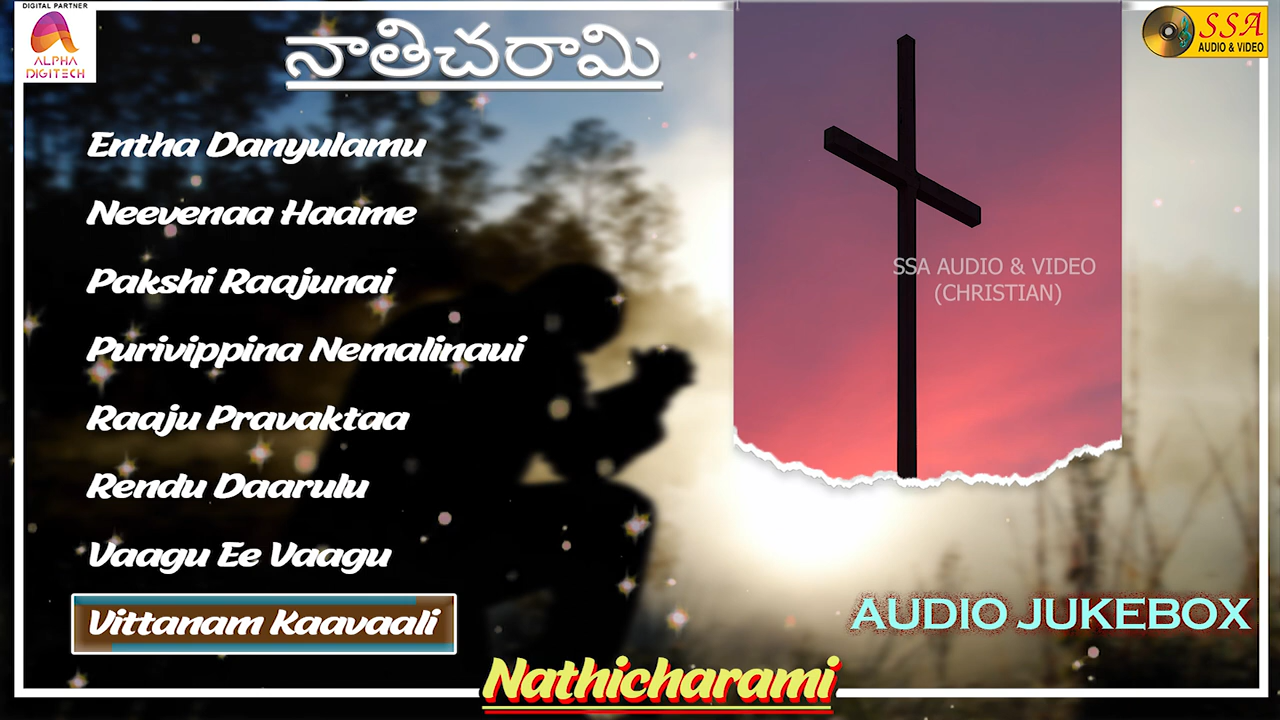 DIGITAL PARTNER
ALPHA
DIGITECH
నాతిచరామి
SSA
AUDIO & VIDEO
Entha Danyulamu
Neevenaa Haame
Pakshi Raajunai
Purivippina Nemalinaui
Raaju Pravaktaa
Rendu Daarulu
Vaagu Ee Vaagu
Vittanam Kaavaali
SSA AUDIO & VIDEO
(CHRISTIAN)
AUDIO JUKEBOX
Nathicharami